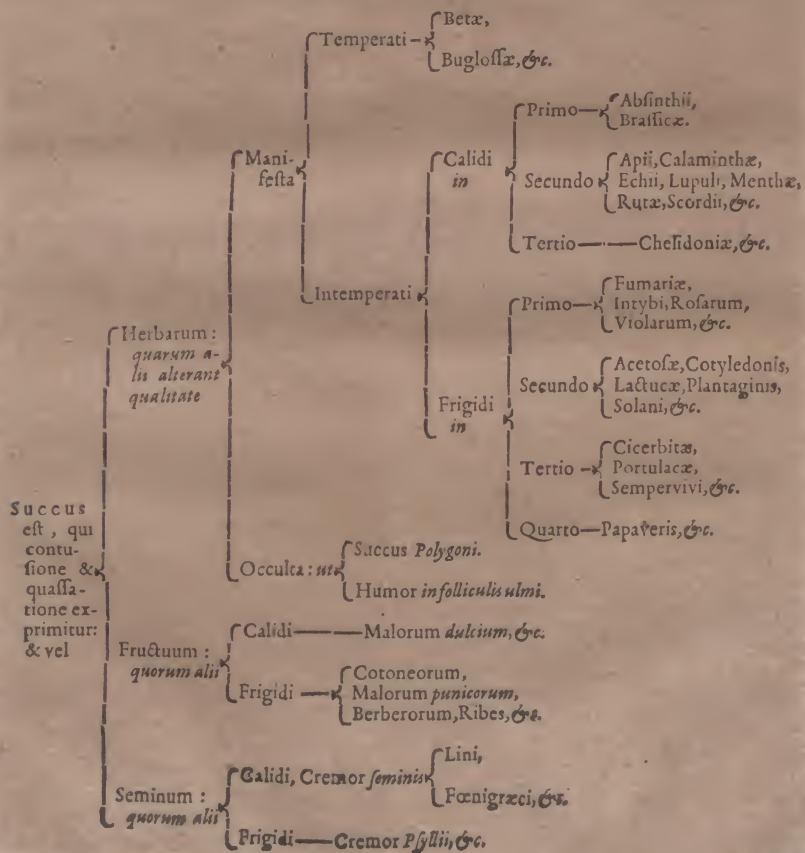 Succus
est, qui
contu-
sione &
quassa-
tione ex-
primitur:
& vel
Herbarum:
quarum a-
lii alterant
qualitate
Mani-
festa
Temperati
Betæ,
Buglossæ, &c.
Intemperati
Calidi
in
Primo
Absinthii,
Brassicæ.
Secundo
Apii, Calaminthæ,
Echii, Lupuli, Menthæ,
Rutæ, Scordii, &c.
Tertio
Chelidoniæ, &c.
Frigidi
in
Primo
Fumariæ,
Intybi, Rosarum,
Violarum, &c.
Secundo
Acetosæ, Cotyledonis,
Lactucæ, Plantaginis,
Solani, &c.
Tertio
Cicerbitæ,
Portulacæ,
Sempervivi, &c.
Quarto
Papaveris, &c.
Occulta: ut
Succus Polygoni.
Humor in folliculis ulmi.
Fructuum:
quorum alii
Calidi
Malorum dulcium, &c.
Frigidi
Cotoneorum,
Malorum punicorum,
Berberorum, Ribes, &c.
Seminum:
quorum alii
Calidi, Cremor seminis
Lini,
Fœnigræci, &c.
Frigidi
Cremor Psyllii, &c.